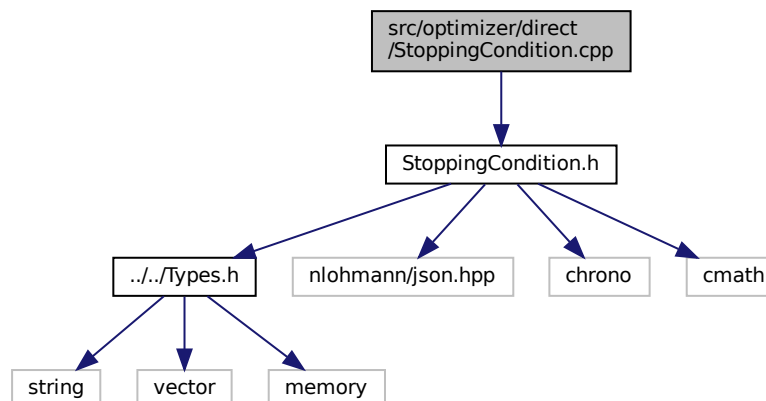 src/optimizer/direct
/StoppingCondition.cpp
StoppingCondition.h
../../Types.h
nlohmann/json.hpp
chrono
cmath
string
vector
memory